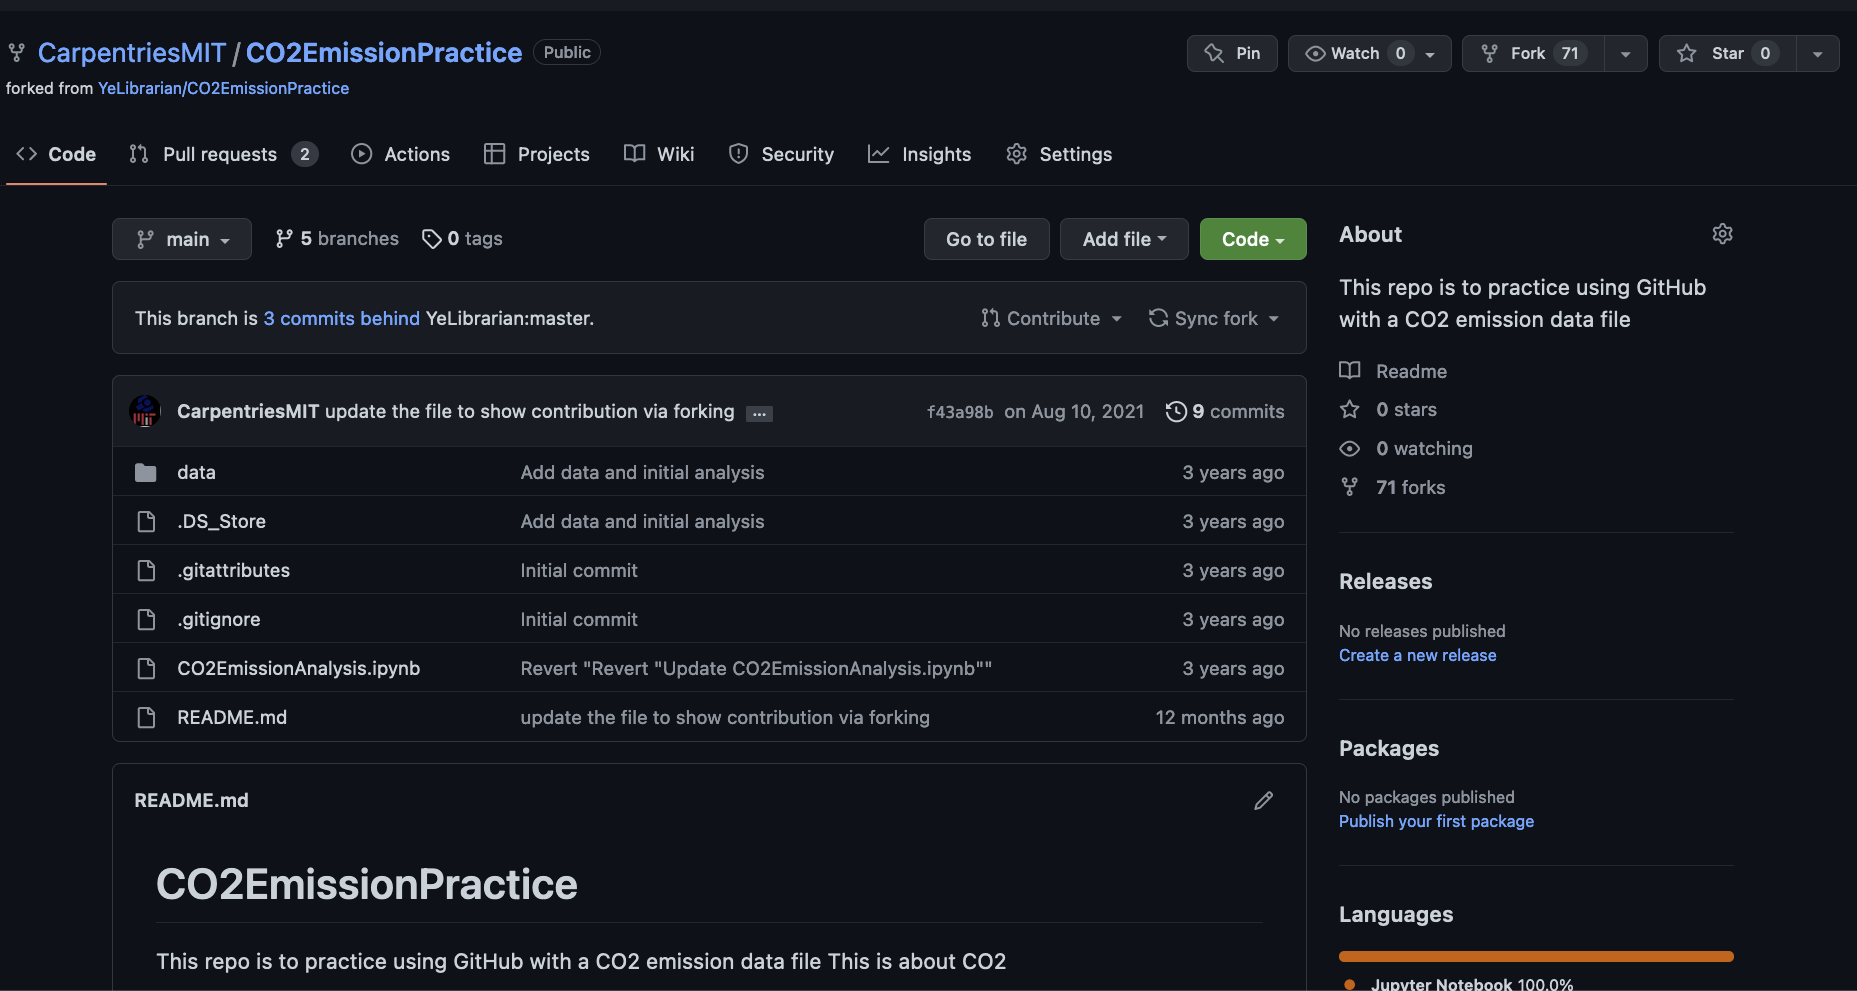 CarpentriesMIT / CO2EmissionPractice Public
Pin
Watch 0
Fork 71
Star 0
forked from YeLibrarian/CO2EmissionPractice
Code
Pull requests 2
Actions
Projects
Wiki
Security
Insights
Settings
main
5 branches
0 tags
Go to file
Add file
Code
This branch is 3 commits behind YeLibrarian:master.
Contribute
Sync fork
CarpentriesMIT update the file to show contribution via forking ...
f43a98b on Aug 10, 2021
9 commits
data Add data and initial analysis 3 years ago
.DS_Store Add data and initial analysis 3 years ago
.gitattributes Initial commit 3 years ago
.gitignore Initial commit 3 years ago
CO2EmissionAnalysis.ipynb Revert "Revert "Update CO2EmissionAnalysis.ipynb"" 3 years ago
README.md update the file to show contribution via forking 12 months ago
README.md
CO2EmissionPractice
This repo is to practice using GitHub with a CO2 emission data file This is about CO2
About
This repo is to practice using GitHub
with a CO2 emission data file
Readme
0 stars
0 watching
71 forks
Releases
No releases published
Create a new release
Packages
No packages published
Publish your first package
Languages
Jupyter Notebook 100.0%